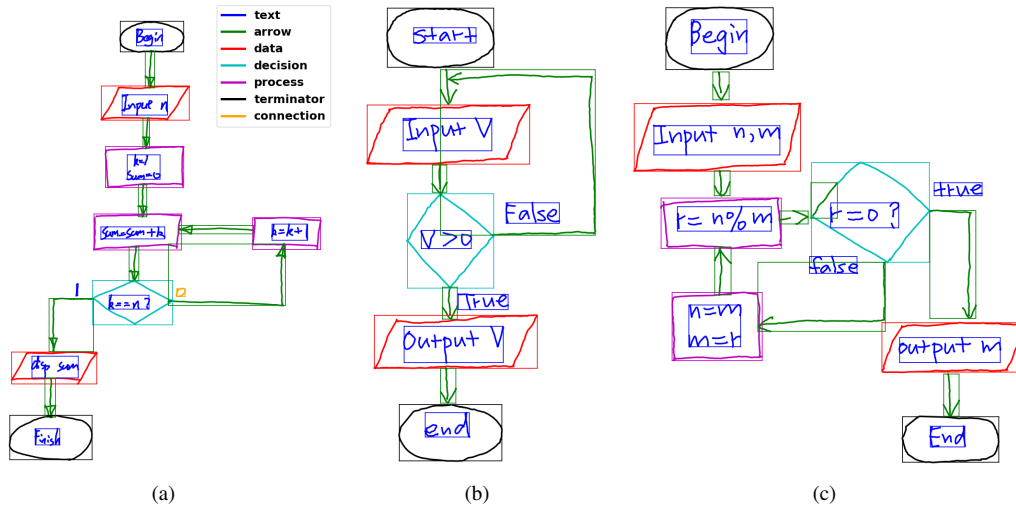 Begin
Input n
k=1
sum=0
sum=sum+k
k=k+1
k==n?
1
0
disp sum
Finish
text
arrow
data
decision
process
terminator
connection
start
Input V
V>0
False
True
Output V
end
Begin
Input n,m
r=n%m
r=0?
true
false
n=m
m=r
output m
End
(a)
(b)
(c)